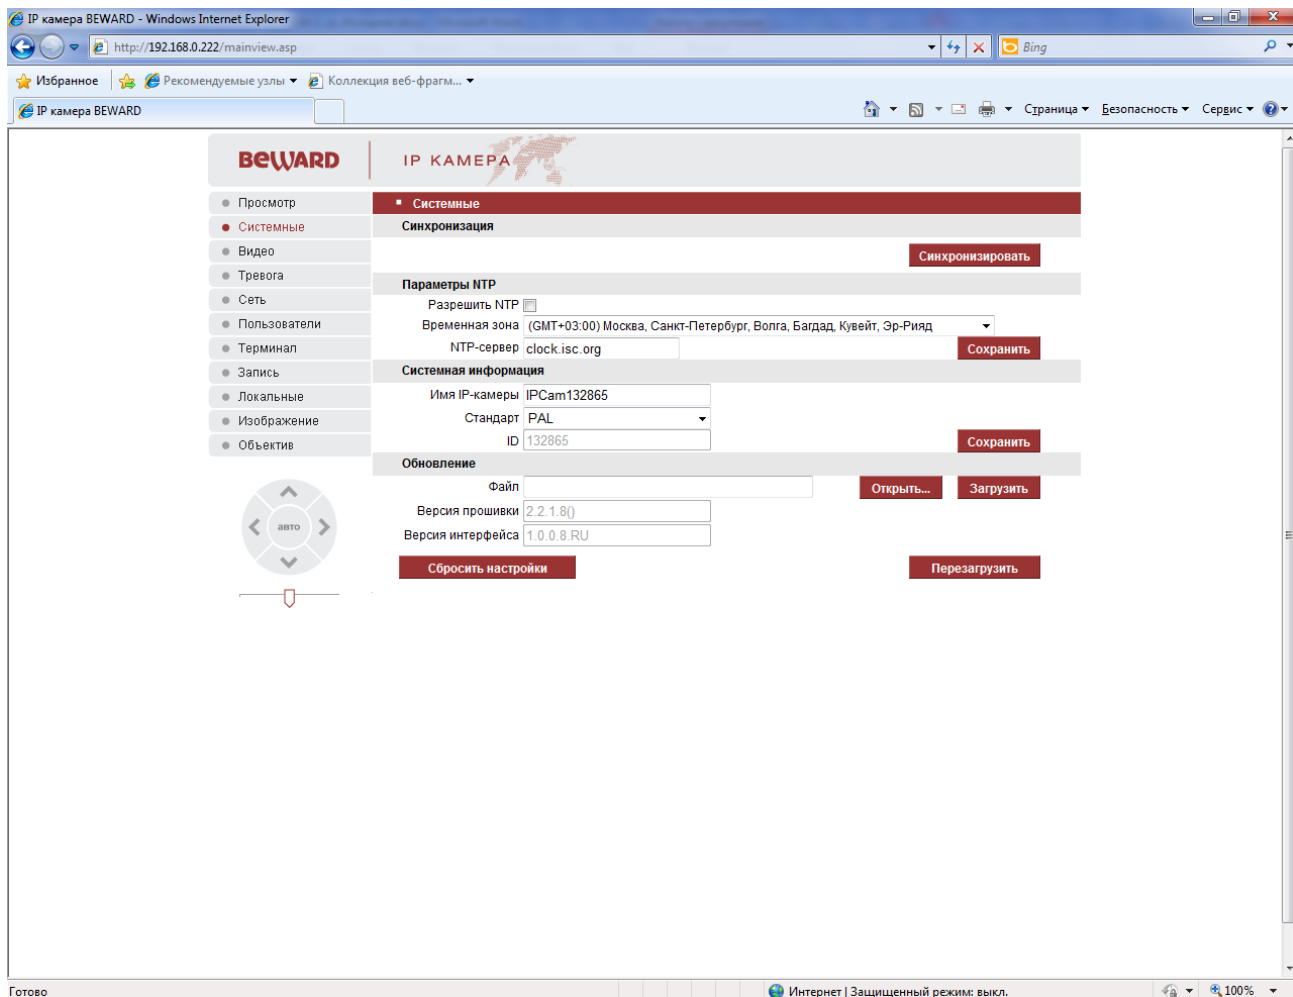 IP камера BEWARD - Windows Internet Explorer
http://192.168.0.222/mainview.asp
Bing
Избранное
Рекомендуемые узлы
Коллекция веб-фрагм...
IP камера BEWARD
Страница
Безопасность
Сервис
BEWARD
IP КАМЕРА
Просмотр
Системные
Видео
Тревога
Сеть
Пользователи
Терминал
Запись
Локальные
Изображение
Объектив
авто
Системные
Синхронизация
Синхронизировать
Параметры NTP
Разрешить NTP
Временная зона (GMT+03:00) Москва, Санкт-Петербург, Волга, Багдад, Кувейт, Эр-Рияд
NTP-сервер clock.isc.org Сохранить
Системная информация
Имя IP-камеры IPCam132865
Стандарт PAL
ID 132865 Сохранить
Обновление
Файл Открыть... Загрузить
Версия прошивки 2.2.1.8()
Версия интерфейса 1.0.0.8.RU
Сбросить настройки Перезагрузить
Готово
Интернет | Защищенный режим: выкл.
100%